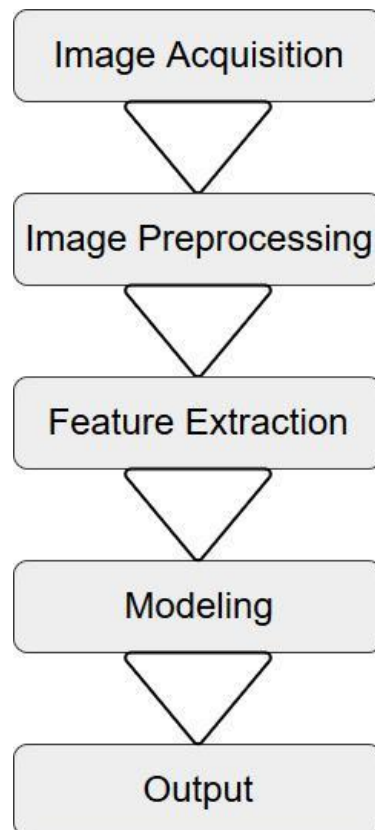 Image Acquisition
Image Preprocessing
Feature Extraction
Modeling
Output